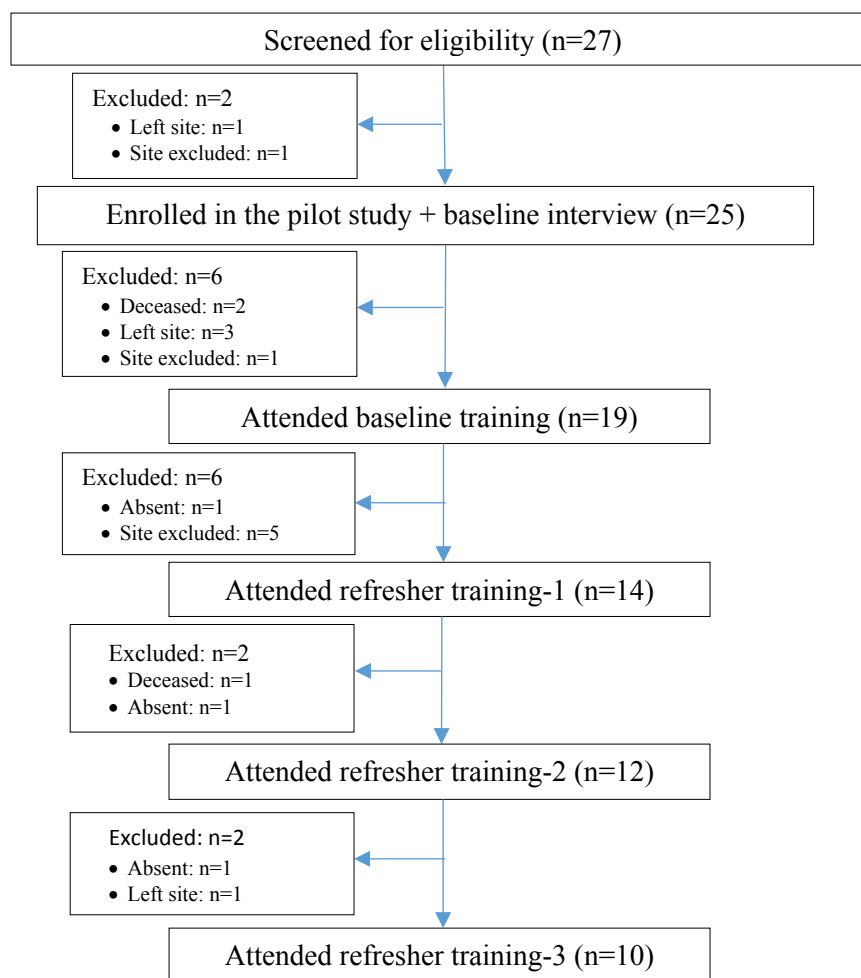 Screened for eligibility (n=27)
Excluded: n=2
• Left site: n=1
• Site excluded: n=1
Enrolled in the pilot study + baseline interview (n=25)
Excluded: n=6
• Deceased: n=2
• Left site: n=3
• Site excluded: n=1
Attended baseline training (n=19)
Excluded: n=6
• Absent: n=1
• Site excluded: n=5
Attended refresher training-1 (n=14)
Excluded: n=2
• Deceased: n=1
• Absent: n=1
Attended refresher training-2 (n=12)
Excluded: n=2
• Absent: n=1
• Left site: n=1
Attended refresher training-3 (n=10)